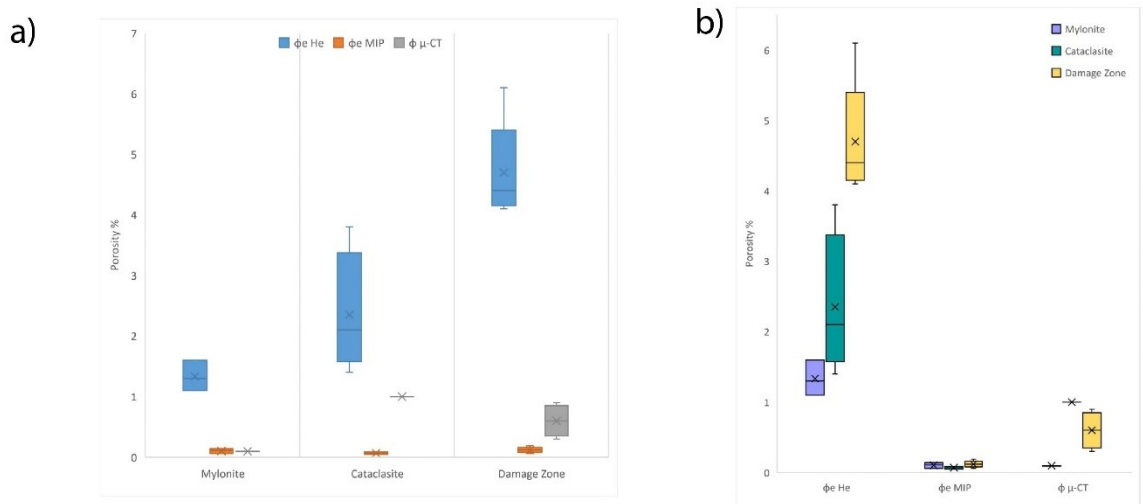 a)
7
6
5
4
3
2
1
0
Porosity %
ϕe He ϕe MIP ϕ μ-CT
Mylonite Cataclasite Damage Zone
b)
6
5
4
3
2
1
0
Porosity %
Mylonite
Cataclasite
Damage Zone
ϕe He ϕe MIP ϕ μ-CT